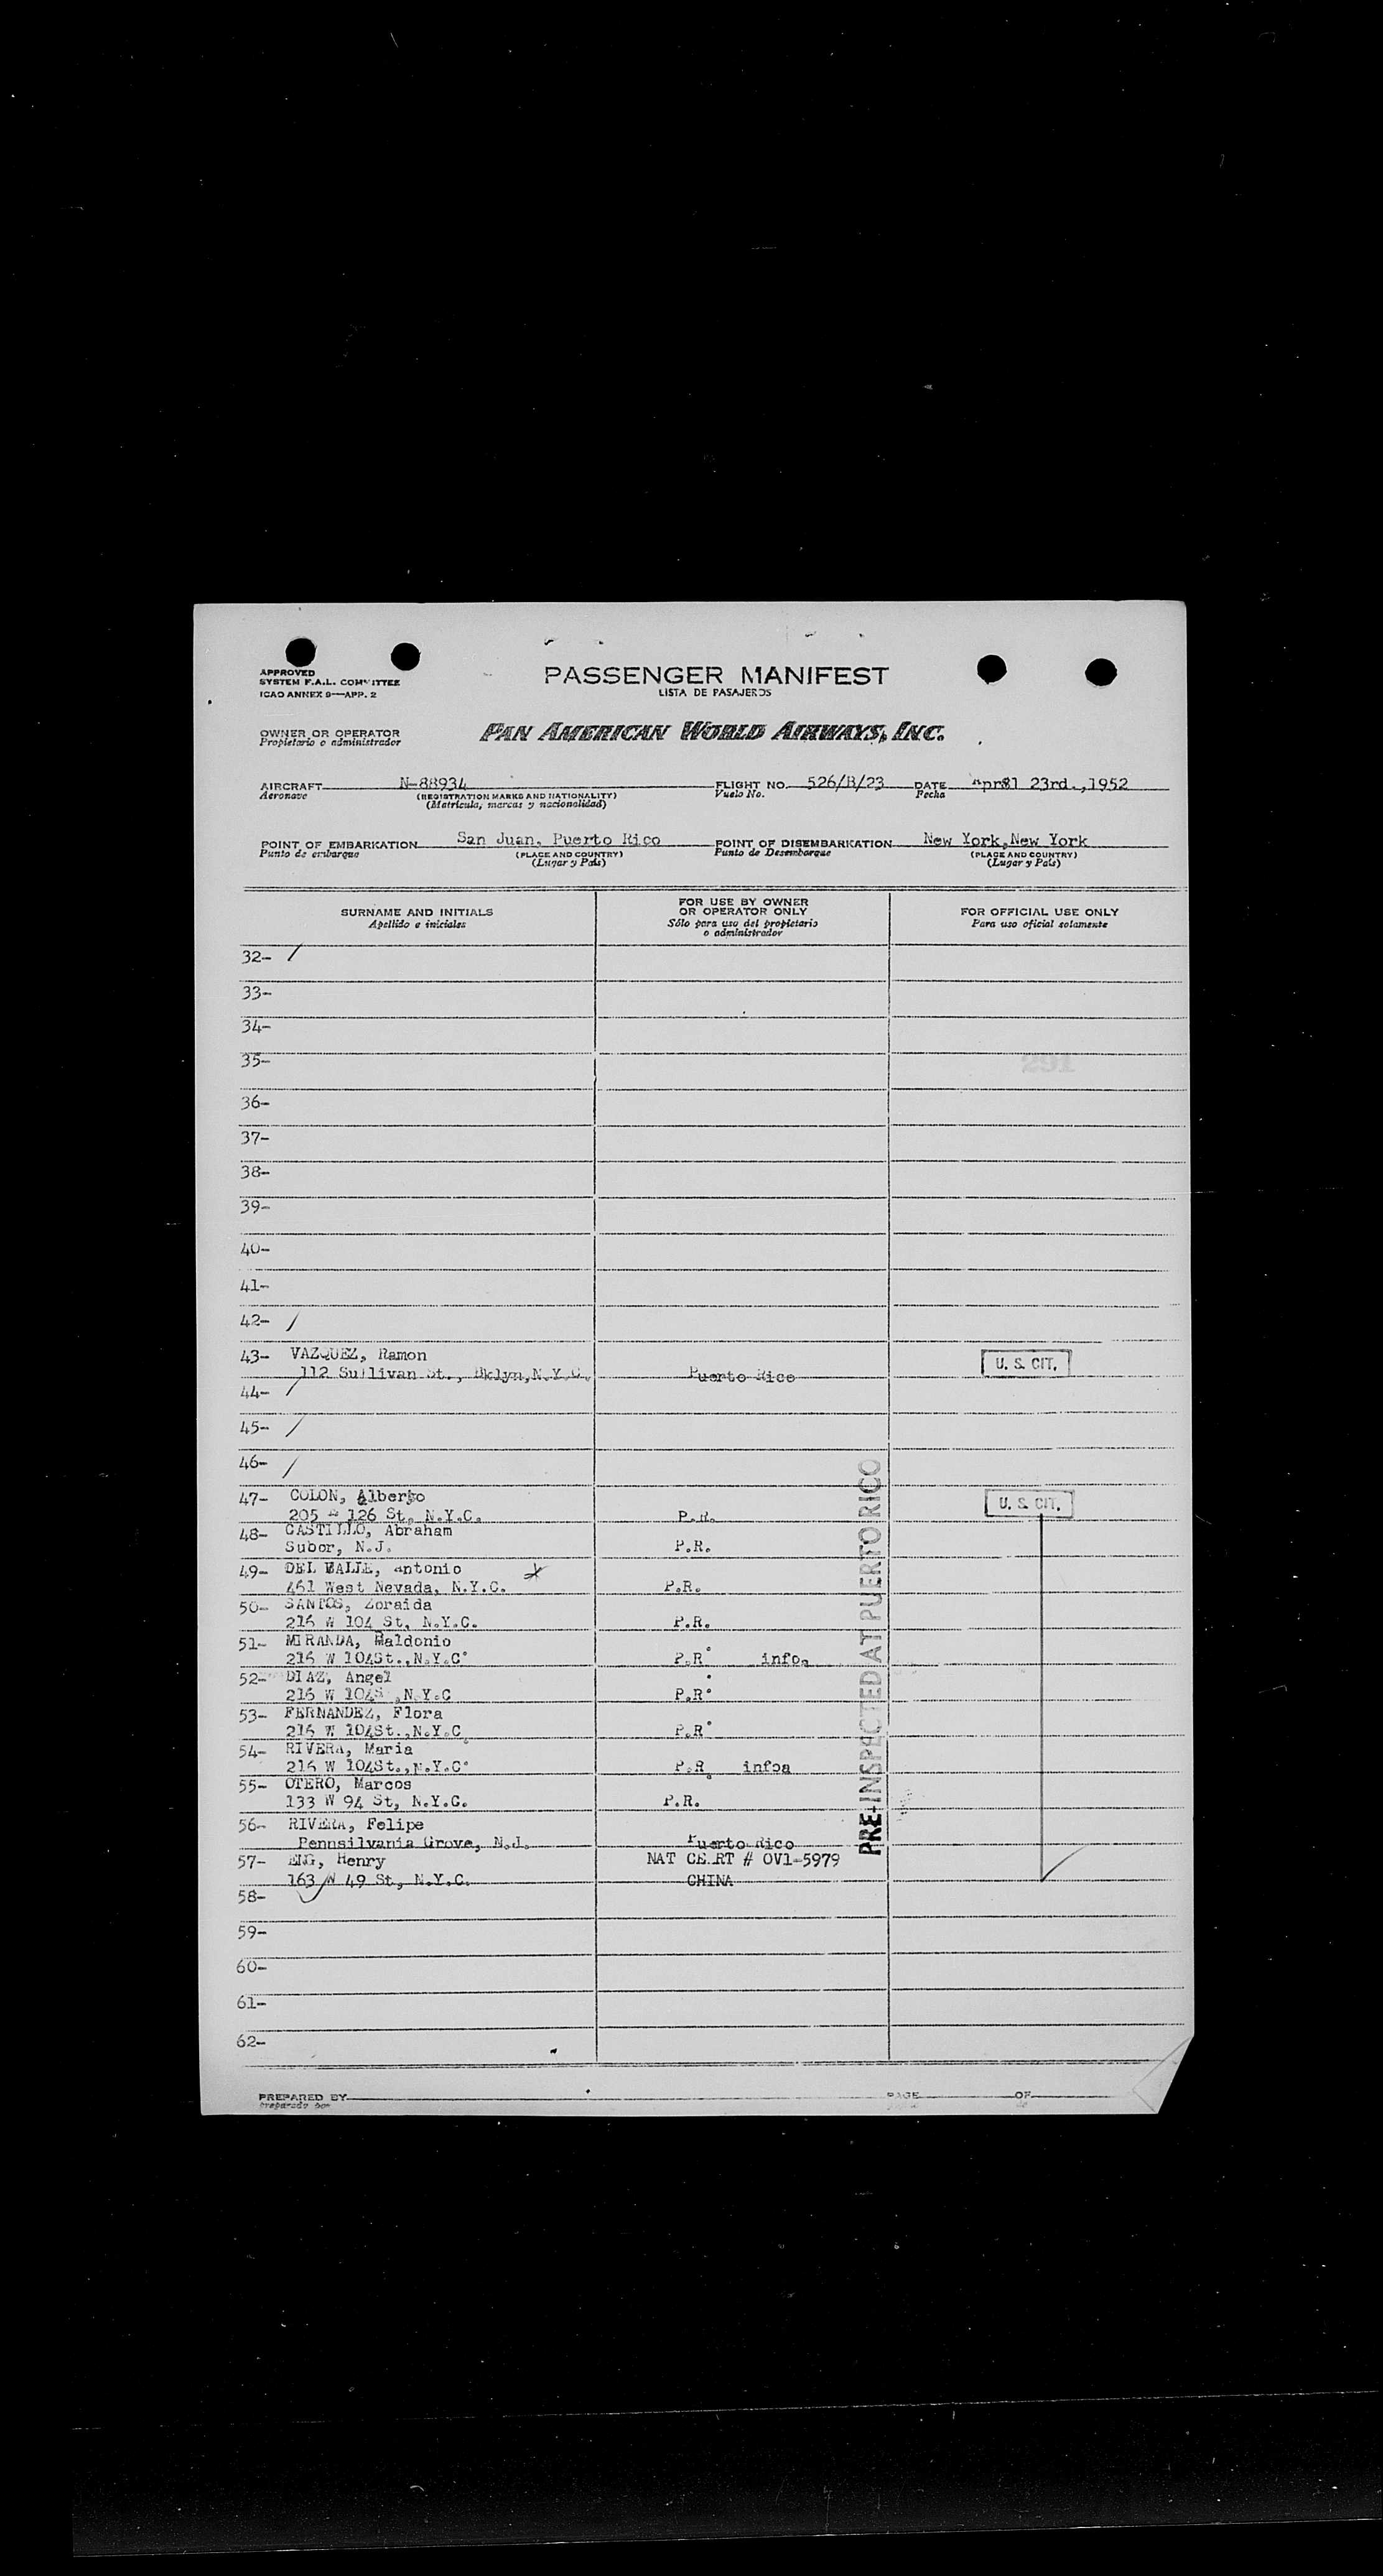 APPROVED
SYSTEM F.A.L. COMMITTEE
ICAO ANNEX 9—APP. 2
PASSENGER MANIFEST
LISTA DE PASAJEROS
OWNER OR OPERATOR
Propietario o administrador
PAN AMERICAN WORLD AIRWAYS, INC.
AIRCRAFT N-88934 FLIGHT NO. 526/B/23 DATE Apr81 23rd.,1952
Aeronave (REGISTRATION MARKS AND NATIONALITY) Vuelo No. Fecha
(Matrícula, marcas y nacionalidad)
POINT OF EMBARKATION San Juan, Puerto Rico POINT OF DISEMBARKATION New York,New York
Punto de embarque (PLACE AND COUNTRY) Punto de Desembarque (PLACE AND COUNTRY)
(Lugar y País) (Lugar y País)
SURNAME AND INITIALS
Apellido e iniciales
FOR USE BY OWNER
OR OPERATOR ONLY
Sólo para uso del propietario
o administrador
FOR OFFICIAL USE ONLY
Para uso oficial solamente
32- /
33-
34-
35-
291
36-
37-
38-
39-
40-
41-
42- /
43- VAZQUEZ, Ramon U. S. CIT.
112 Sullivan St., Bklyn,N.Y.C. Puerto Rico
44- /
45- /
46- /
47- COLON, Alberto U. S. CIT.
205 126 St, N.Y.C. P.R.
48- CASTILLO, Abraham
Subor, N.J. P.R.
49- DEL VALLE, Antonio
461 West Nevada, N.Y.C. P.R.
50- SANTOS, Zoraida
216 W 104 St, N.Y.C. P.R.
51- MIRANDA, Maldonio
216 W 104St.,N.Y.C. P.R. infoa
52- DIAZ, Angel
216 W 104S ,N.Y.C P.R.
53- FERNANDEZ, Flora
216 W 104St.,N.Y.C. P.R.
54- RIVERA, Maria
216 W 104St.,N.Y.C. P.R. infoa
55- OTERO, Marcos
133 W 94 St, N.Y.C. P.R.
56- RIVERA, Felipe
Pennsilvania Grove, N.J. Puerto Rico
57- ENG, Henry NAT CERT # OV1-5979
163 W 49 St, N.Y.C. CHINA
58-
59-
60-
61-
62-
PRE-INSPECTED AT PUERTO RICO
PREPARED BY PAGE OF
Preparado por